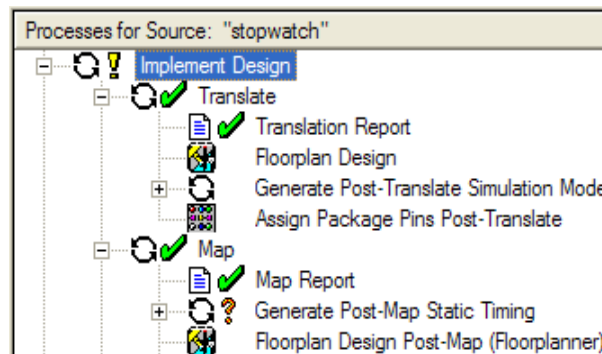 Processes for Source: "stopwatch"
Implement Design
Translate
Translation Report
Floorplan Design
Generate Post-Translate Simulation Mode
Assign Package Pins Post-Translate
Map
Map Report
Generate Post-Map Static Timing
Floorplan Design Post-Map (Floorplanner)